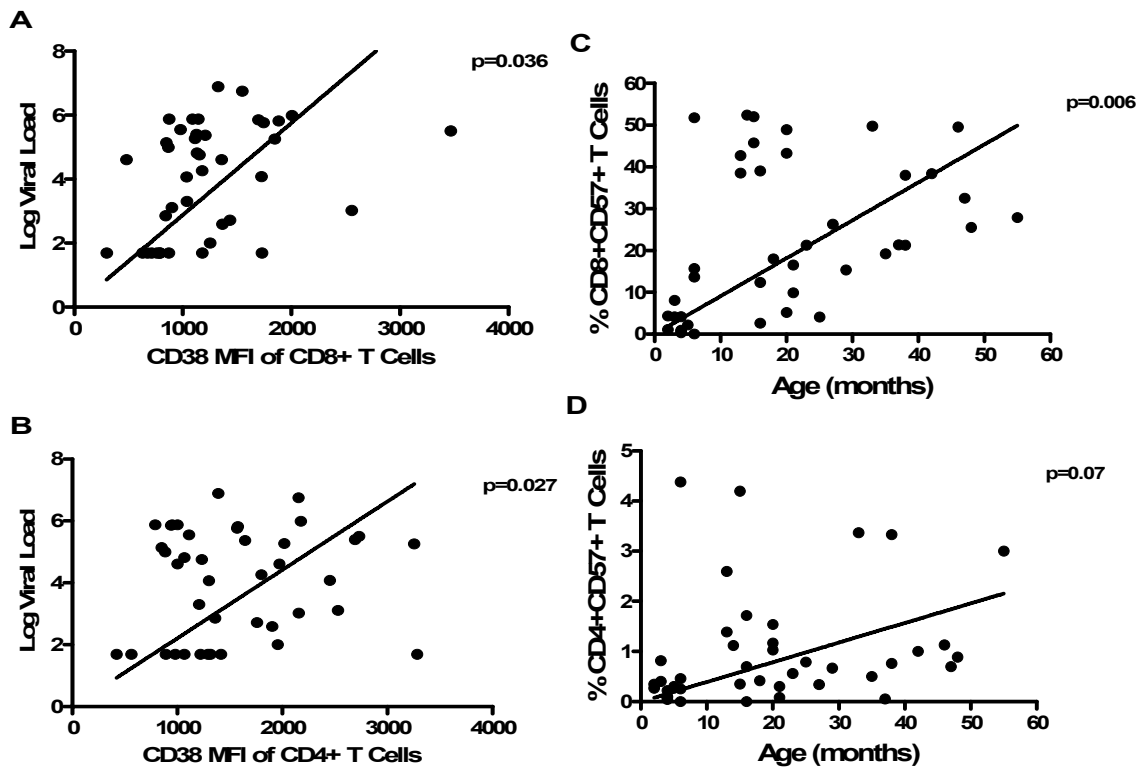 A
p=0.036
Log Viral Load
8
6
4
2
0
0 1000 2000 3000 4000
CD38 MFI of CD8+ T Cells
C
p=0.006
% CD8+CD57+ T Cells
60
50
40
30
20
10
0
0 10 20 30 40 50 60
Age (months)
B
p=0.027
Log Viral Load
8
6
4
2
0
0 1000 2000 3000 4000
CD38 MFI of CD4+ T Cells
D
p=0.07
% CD4+CD57+ T Cells
5
4
3
2
1
0
0 10 20 30 40 50 60
Age (months)